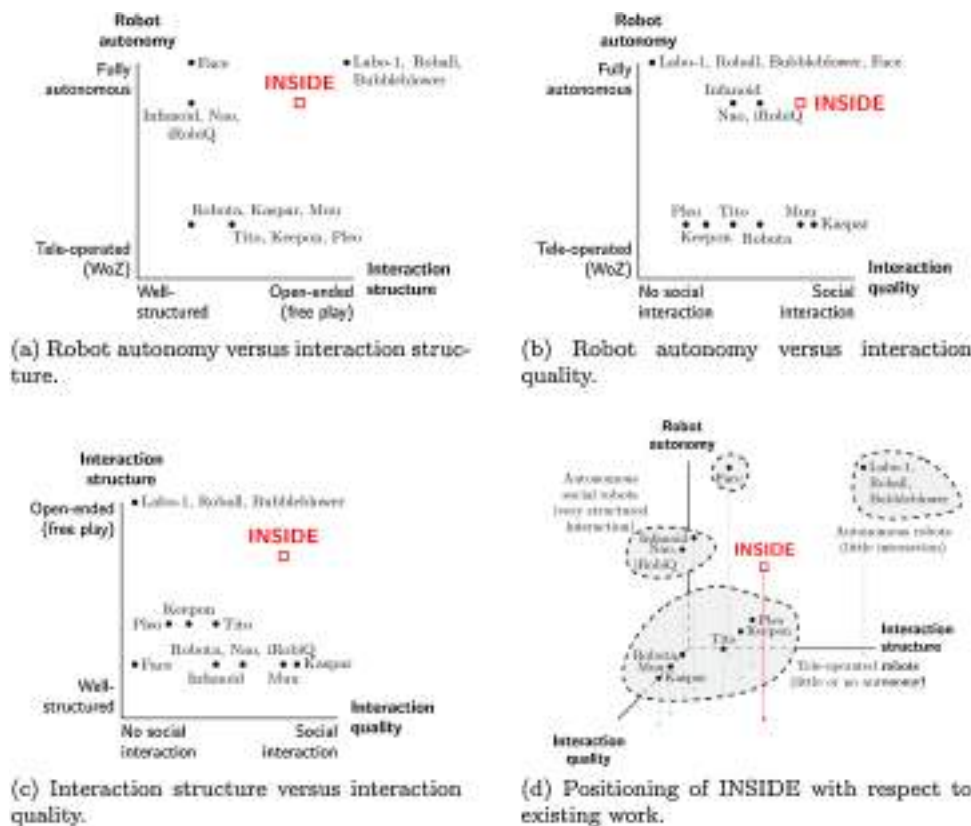 Robot
autonomy
Fully
autonomous
Face
Labo-1, Roball,
Bubbleblower
INSIDE
Infanoid, Nao,
iRobiQ
Robota, Kaspar, Muu
Tito, Keepon, Pleo
Tele-operated
(WoZ)
Interaction
structure
Well-
structured
Open-ended
(free play)
(a) Robot autonomy versus interaction struc-
ture.
Robot
autonomy
Fully
autonomous
Labo-1, Roball, Bubbleblower, Face
Infanoid
INSIDE
Nao, iRobiQ
Pleo
Tito
Muu
Kaspar
Keepon
Robota
Tele-operated
(WoZ)
Interaction
quality
No social
interaction
Social
interaction
(b) Robot autonomy versus interaction
quality.
Interaction
structure
Open-ended
(free play)
Labo-1, Roball, Bubbleblower
INSIDE
Keepon
Pleo
Tito
Robota, Nao, iRobiQ
Face
Kaspar
Infanoid
Muu
Well-
structured
Interaction
quality
No social
interaction
Social
interaction
(c) Interaction structure versus interaction
quality.
Robot
autonomy
Autonomous
social robots
(very structured
Interaction)
Face
Labo-1,
Roball,
Bubbleblower
Autonomous robots
(little interaction)
Infanoid
Nao
iRobiQ
INSIDE
Pleo
Keepon
Tito
Robota
Muu
Kaspar
Interaction
structure
Tele-operated robots
(little or no autonomy)
Interaction
quality
(d) Positioning of INSIDE with respect to
existing work.